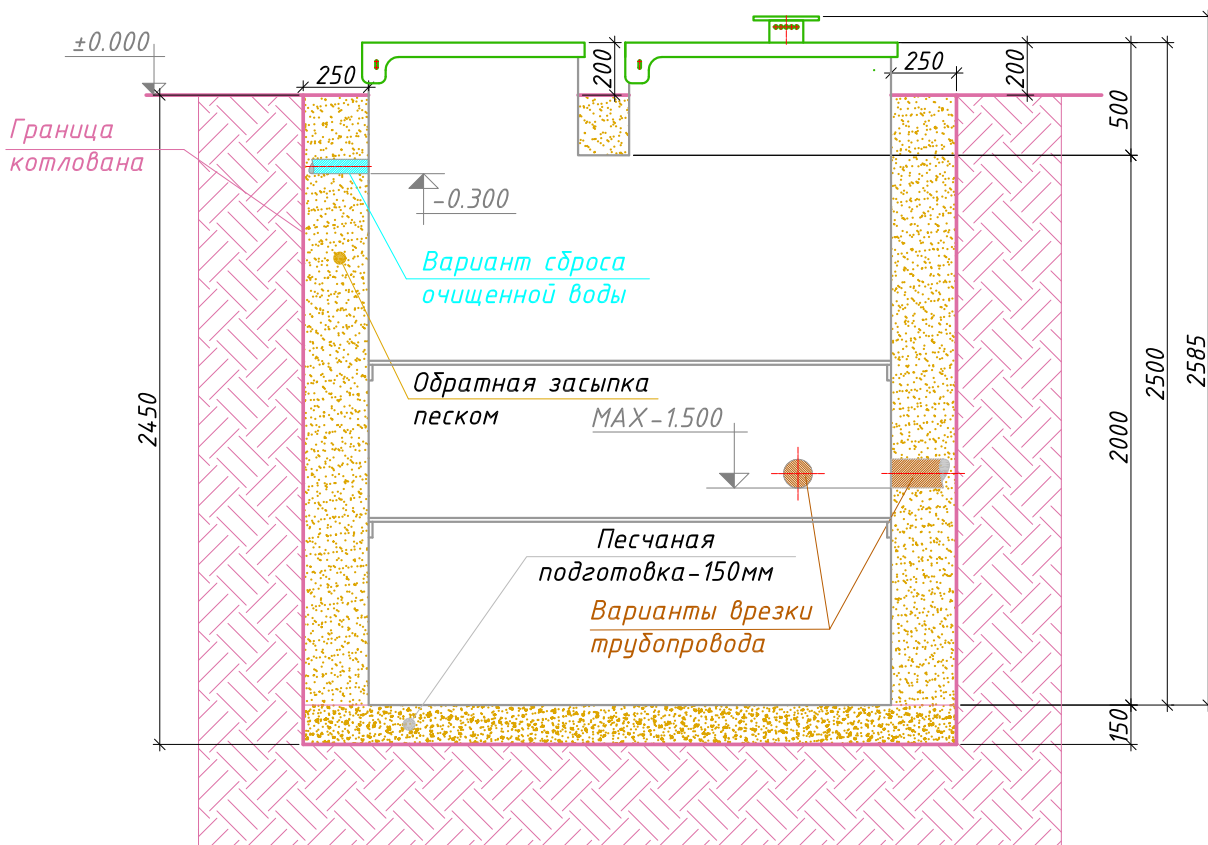 ±0.000
250
200
250
200
500
Граница
котлована
-0.300
Вариант сброса
очищенной воды
2450
Обратная засыпка
песком
MAX-1.500
2000
2500
2585
Песчаная
подготовка-150мм
Варианты врезки
трубопровода
150